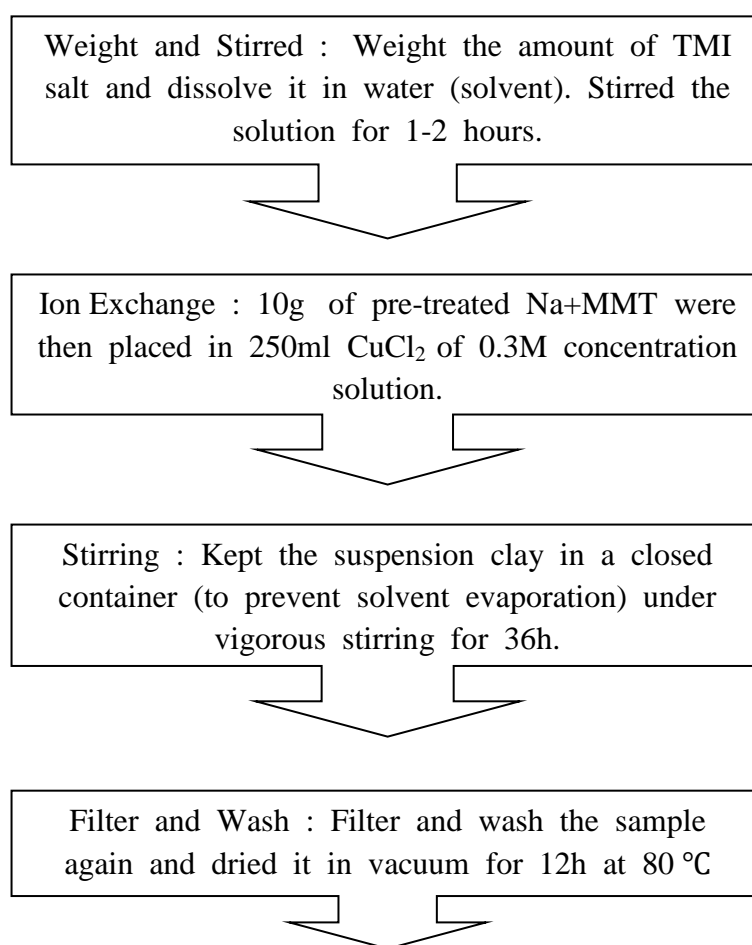 Weight and Stirred : Weight the amount of TMI
salt and dissolve it in water (solvent). Stirred the
solution for 1-2 hours.
Ion Exchange : 10g of pre-treated Na+MMT were
then placed in 250ml CuCl₂ of 0.3M concentration
solution.
Stirring : Kept the suspension clay in a closed
container (to prevent solvent evaporation) under
vigorous stirring for 36h.
Filter and Wash : Filter and wash the sample
again and dried it in vacuum for 12h at 80 ℃